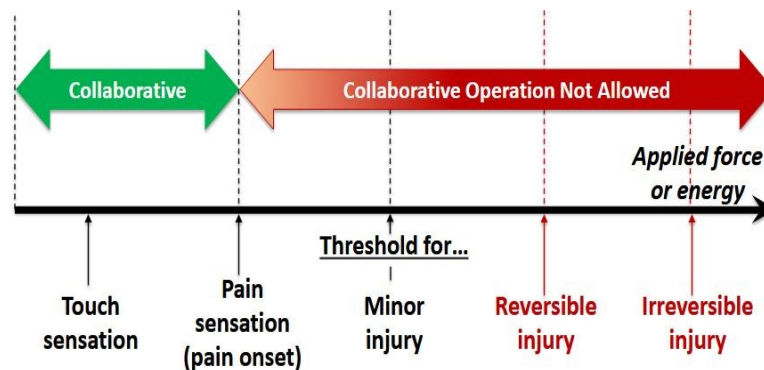 Collaborative
Collaborative Operation Not Allowed
Applied force
or energy
Threshold for...
Touch
sensation
Pain
sensation
(pain onset)
Minor
injury
Reversible
injury
Irreversible
injury